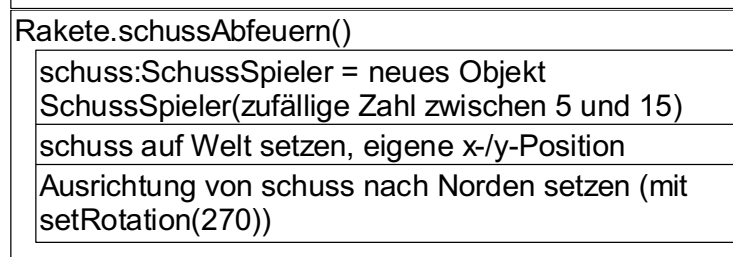 Rakete.schussAbfeuern()
schuss:SchussSpieler = neues Objekt
SchussSpieler(zufällige Zahl zwischen 5 und 15)
schuss auf Welt setzen, eigene x-/y-Position
Ausrichtung von schuss nach Norden setzen (mit
setRotation(270))